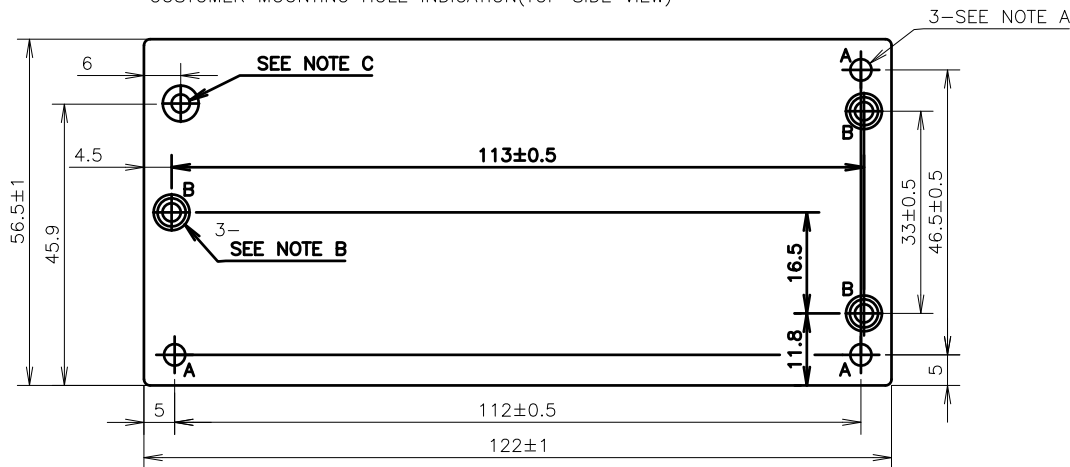 CUSTOMER MOUNTING HOLE INDICATION(TOP SIDE VIEW)
3-SEE NOTE A
6
SEE NOTE C
A
B
4.5
113±0.5
56.5±1
45.9
B
3-
SEE NOTE B
33±0.5
46.5±0.5
16.5
B
11.8
A
A
5
5
112±0.5
122±1